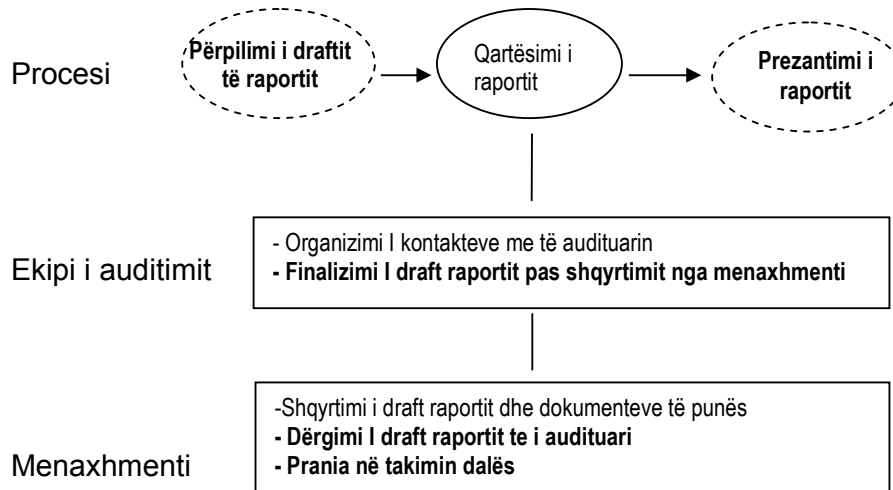 Procesi
Përpilimi i draftit
të raportit
Qartësimi i
raportit
Prezantimi i
raportit
Ekipi i auditimit
- Organizimi I kontakteve me të audituarin
- Finalizimi I draft raportit pas shqyrtimit nga menaxhmenti
Menaxhmenti
-Shqyrtimi i draft raportit dhe dokumenteve të punës
- Dërgimi I draft raportit te i audituari
- Prania në takimin dalës